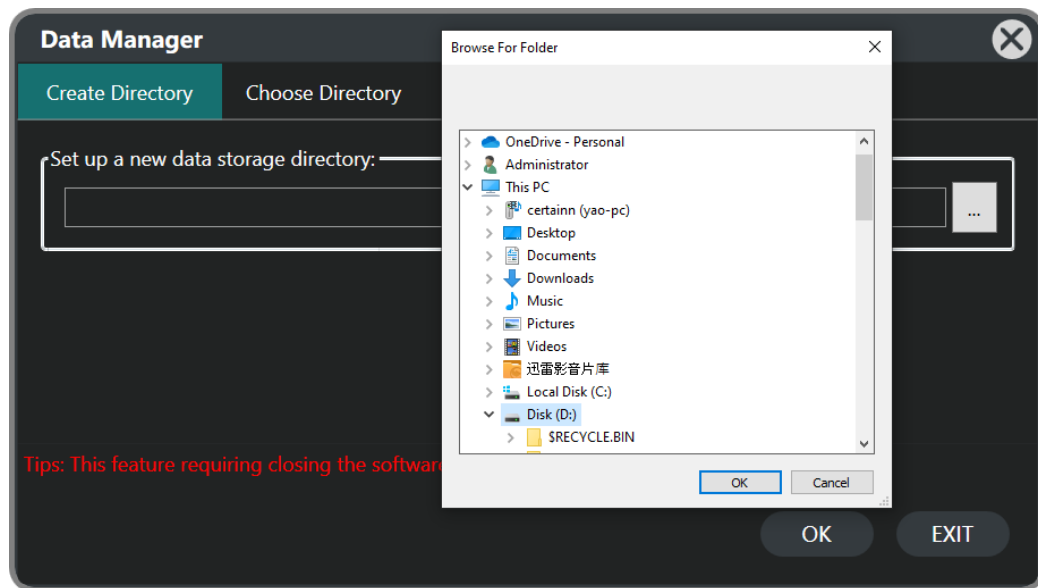 Data Manager
Create Directory
Choose Directory
Set up a new data storage directory:
...
Tips: This feature requiring closing the software
OK
EXIT
Browse For Folder
OneDrive - Personal
Administrator
This PC
certainn (yao-pc)
Desktop
Documents
Downloads
Music
Pictures
Videos
迅雷影音片库
Local Disk (C:)
Disk (D:)
$RECYCLE.BIN
OK
Cancel